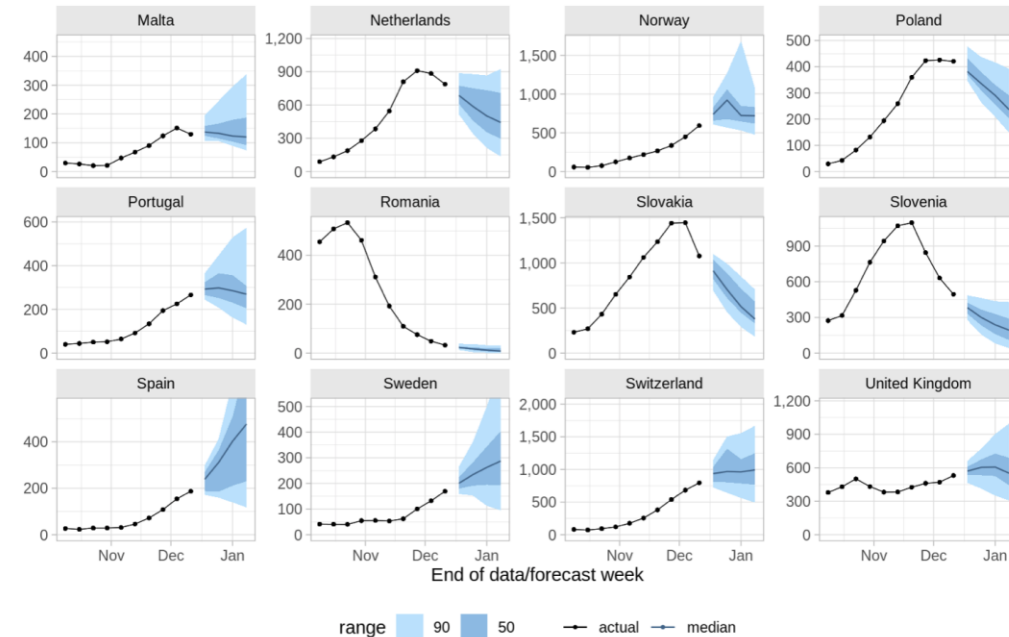 Malta Netherlands Norway Poland
400 300 200 100 0
1,200 900 600 300 0
1,500 1,000 500 0
500 400 300 200 100 0
Portugal Romania Slovakia Slovenia
600 400 200 0
400 200 0
1,500 1,000 500 0
900 600 300 0
Spain Sweden Switzerland United Kingdom
400 200 0
500 400 300 200 100 0
2,000 1,500 1,000 500 0
1,200 900 600 300 0
Nov Dec Jan Nov Dec Jan Nov Dec Jan Nov Dec Jan
End of data/forecast week
range 90 50 actual median